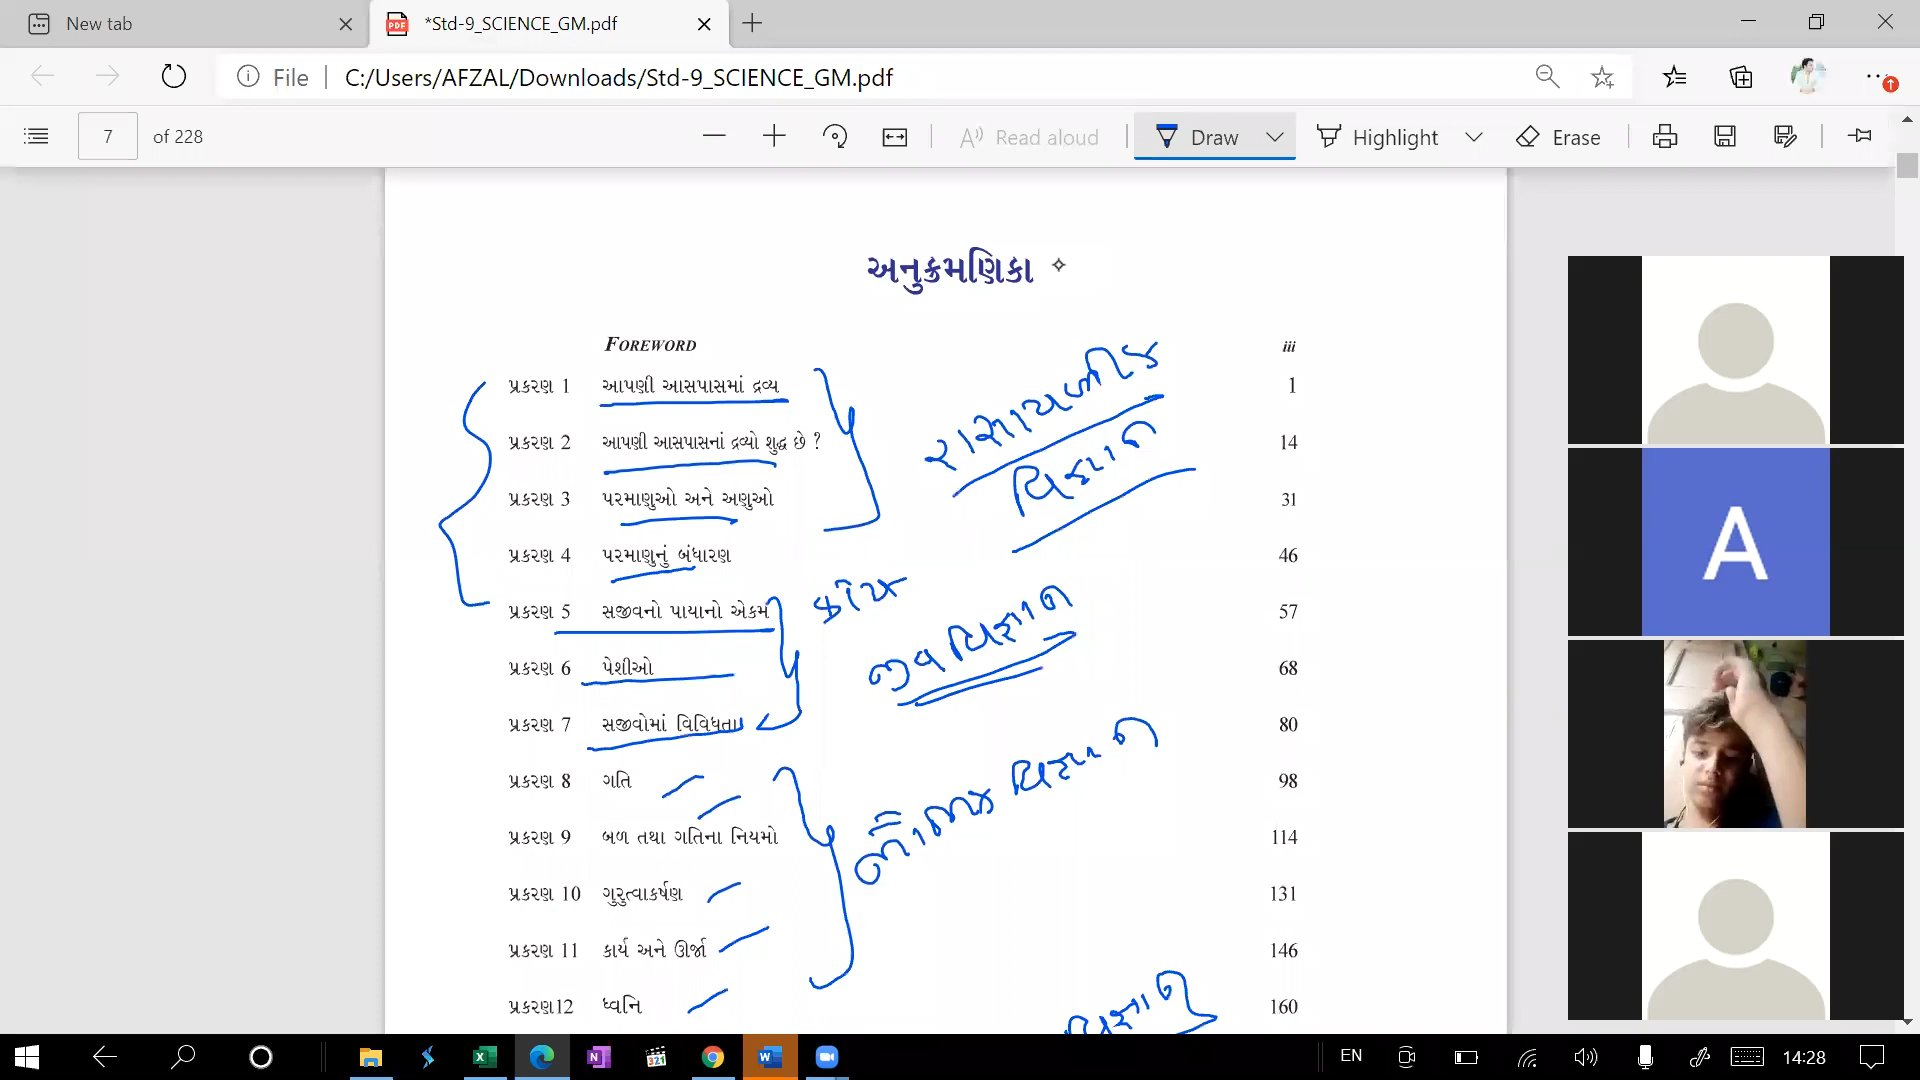 New tab
*Std-9_SCIENCE_GM.pdf
File | C:/Users/AFZAL/Downloads/Std-9_SCIENCE_GM.pdf
7 of 228
A Read aloud
Draw
Highlight
Erase
અનુક્રમણિકા
FOREWORD iii
પ્રકરણ 1 આપણી આસપાસમાં દ્રવ્ય 1
પ્રકરણ 2 આપણી આસપાસનાં દ્રવ્યો શુદ્ધ છે ? 14
પ્રકરણ 3 પરમાણુઓ અને અણુઓ 31
પ્રકરણ 4 પરમાણુનું બંધારણ 46
પ્રકરણ 5 સજીવનો પાયાનો એકમ 57
પ્રકરણ 6 પેશીઓ 68
પ્રકરણ 7 સજીવોમાં વિવિધતા 80
પ્રકરણ 8 ગતિ 98
પ્રકરણ 9 બળ તથા ગતિના નિયમો 114
પ્રકરણ 10 ગુરુત્વાકર્ષણ 131
પ્રકરણ 11 કાર્ય અને ઊર્જા 146
પ્રકરણ12 ધ્વનિ 160
જીવ વિજ્ઞાન
વિજ્ઞાન
A
EN
14:28